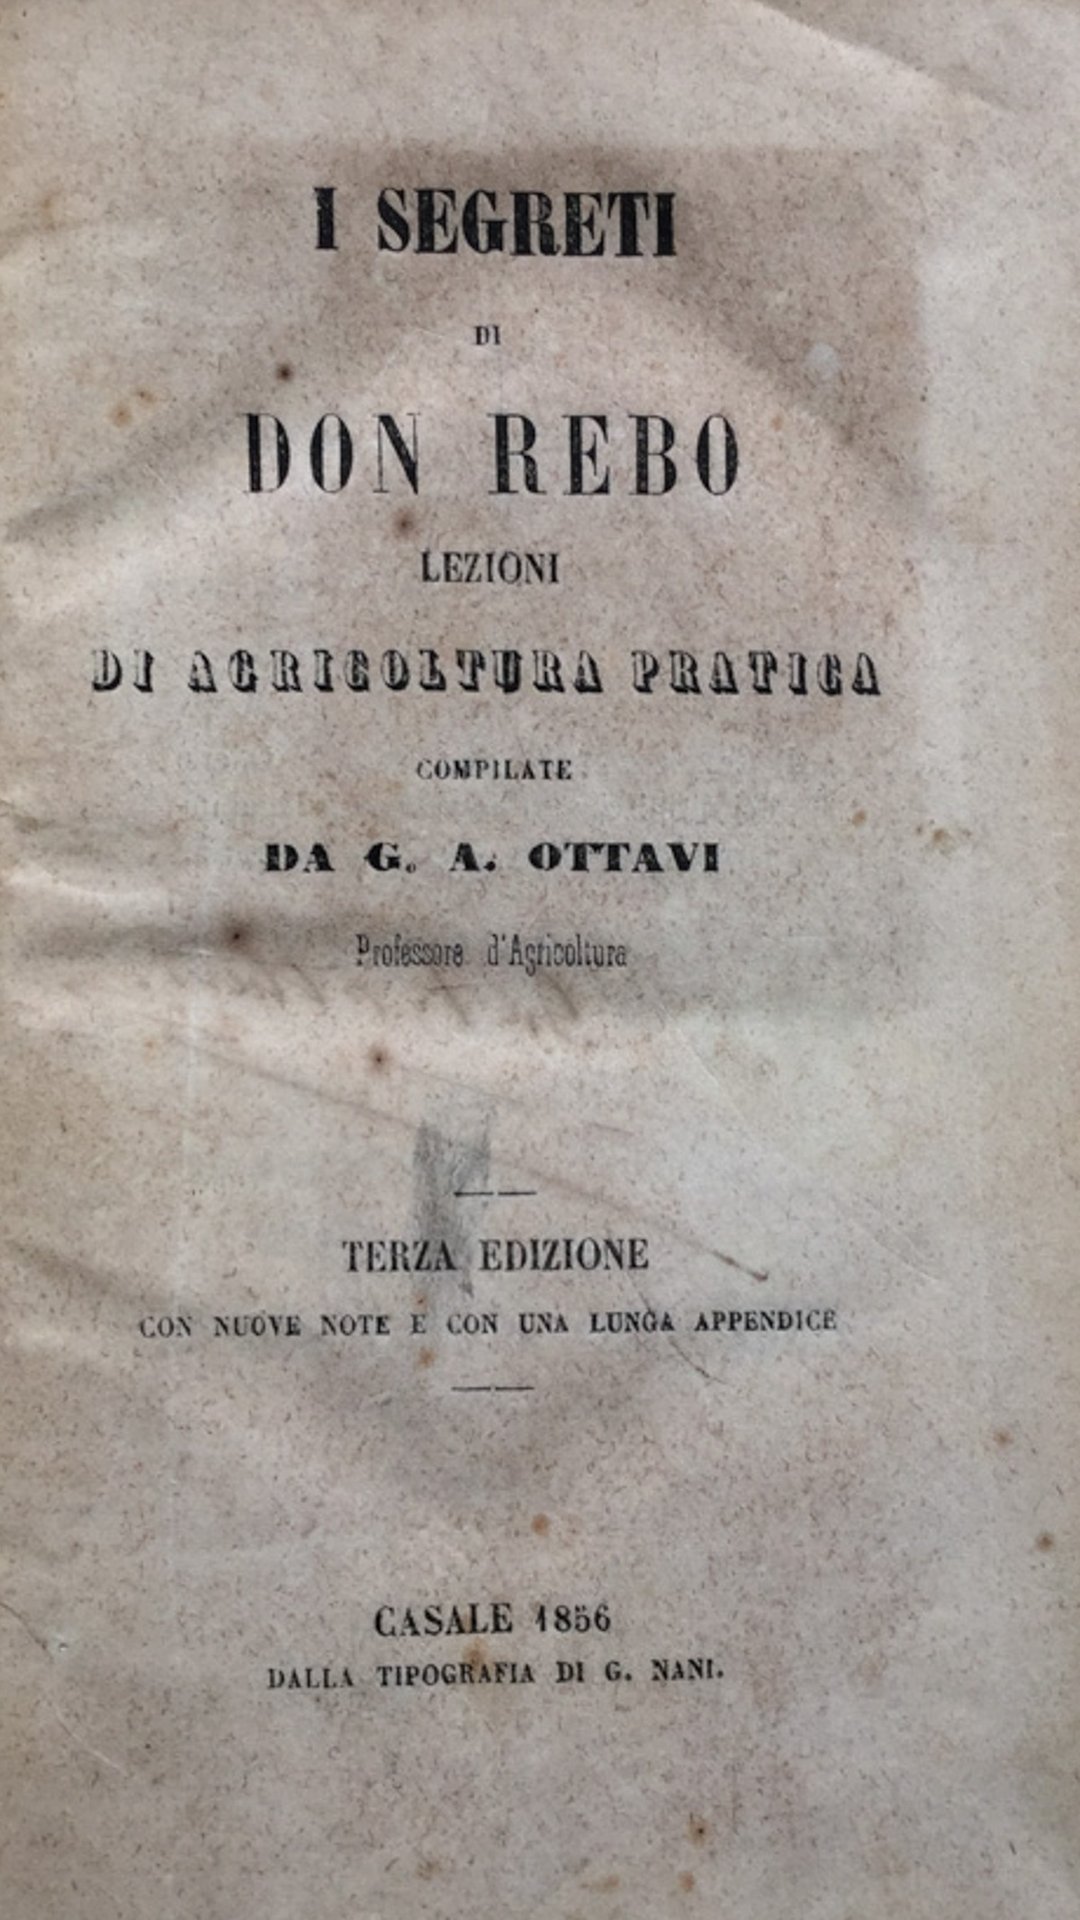 I SEGRETI
DI
DON REBO
LEZIONI
DI AGRICOLTURA PRATICA
COMPILATE
DA G. A. OTTAVI
Professore d'Agricoltura
TERZA EDIZIONE
CON NUOVE NOTE E CON UNA LUNGA APPENDICE
CASALE 1856
DALLA TIPOGRAFIA DI G. NANI.